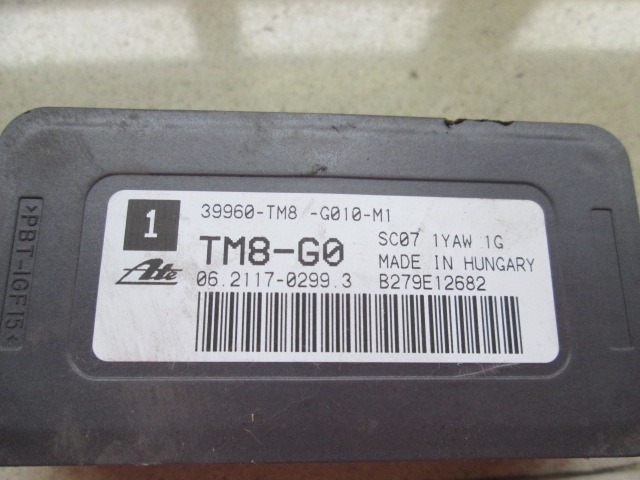 1
39960-TM8 -G010-M1
TM8-G0
SC07 1YAW 1G
MADE IN HUNGARY
Ate
06.2117-0299.3
B279E12682
>PBT-IGF15<